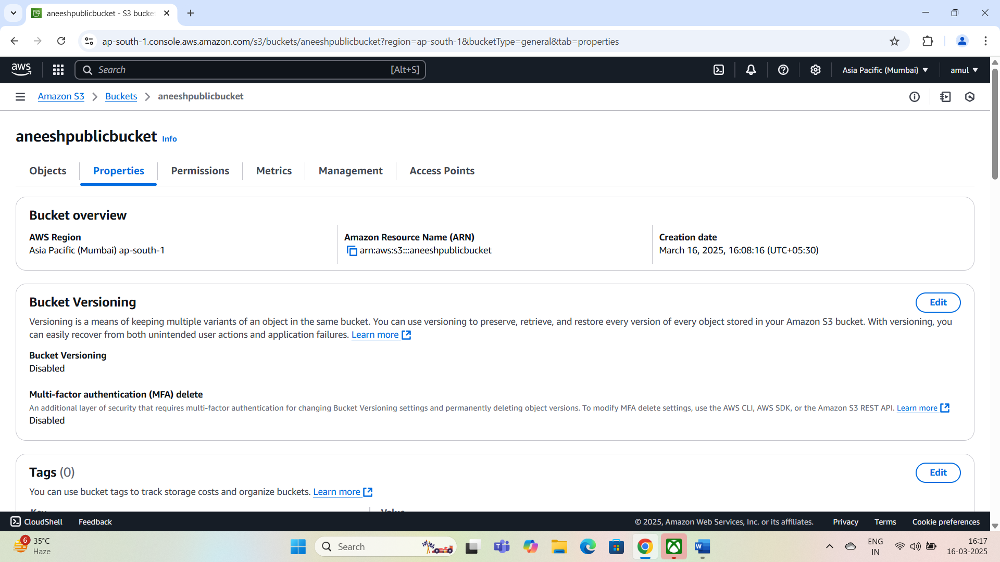 aneeshpublicbucket - S3 bucke
ap-south-1.console.aws.amazon.com/s3/buckets/aneeshpublicbucket?region=ap-south-1&bucketType=general&tab=properties
aws
Search
[Alt+S]
Asia Pacific (Mumbai)
amul
Amazon S3
Buckets
aneeshpublicbucket
aneeshpublicbucket Info
Objects
Properties
Permissions
Metrics
Management
Access Points
Bucket overview
AWS Region
Asia Pacific (Mumbai) ap-south-1
Amazon Resource Name (ARN)
arn:aws:s3:::aneeshpublicbucket
Creation date
March 16, 2025, 16:08:16 (UTC+05:30)
Bucket Versioning
Edit
Versioning is a means of keeping multiple variants of an object in the same bucket. You can use versioning to preserve, retrieve, and restore every version of every object stored in your Amazon S3 bucket. With versioning, you
can easily recover from both unintended user actions and application failures. Learn more
Bucket Versioning
Disabled
Multi-factor authentication (MFA) delete
An additional layer of security that requires multi-factor authentication for changing Bucket Versioning settings and permanently deleting object versions. To modify MFA delete settings, use the AWS CLI, AWS SDK, or the Amazon S3 REST API. Learn more
Disabled
Tags (0)
Edit
You can use bucket tags to track storage costs and organize buckets. Learn more
Key
Value
CloudShell
Feedback
© 2025, Amazon Web Services, Inc. or its affiliates.
Privacy
Terms
Cookie preferences
6
35°C
Haze
Search
ENG
IN
16:17
16-03-2025